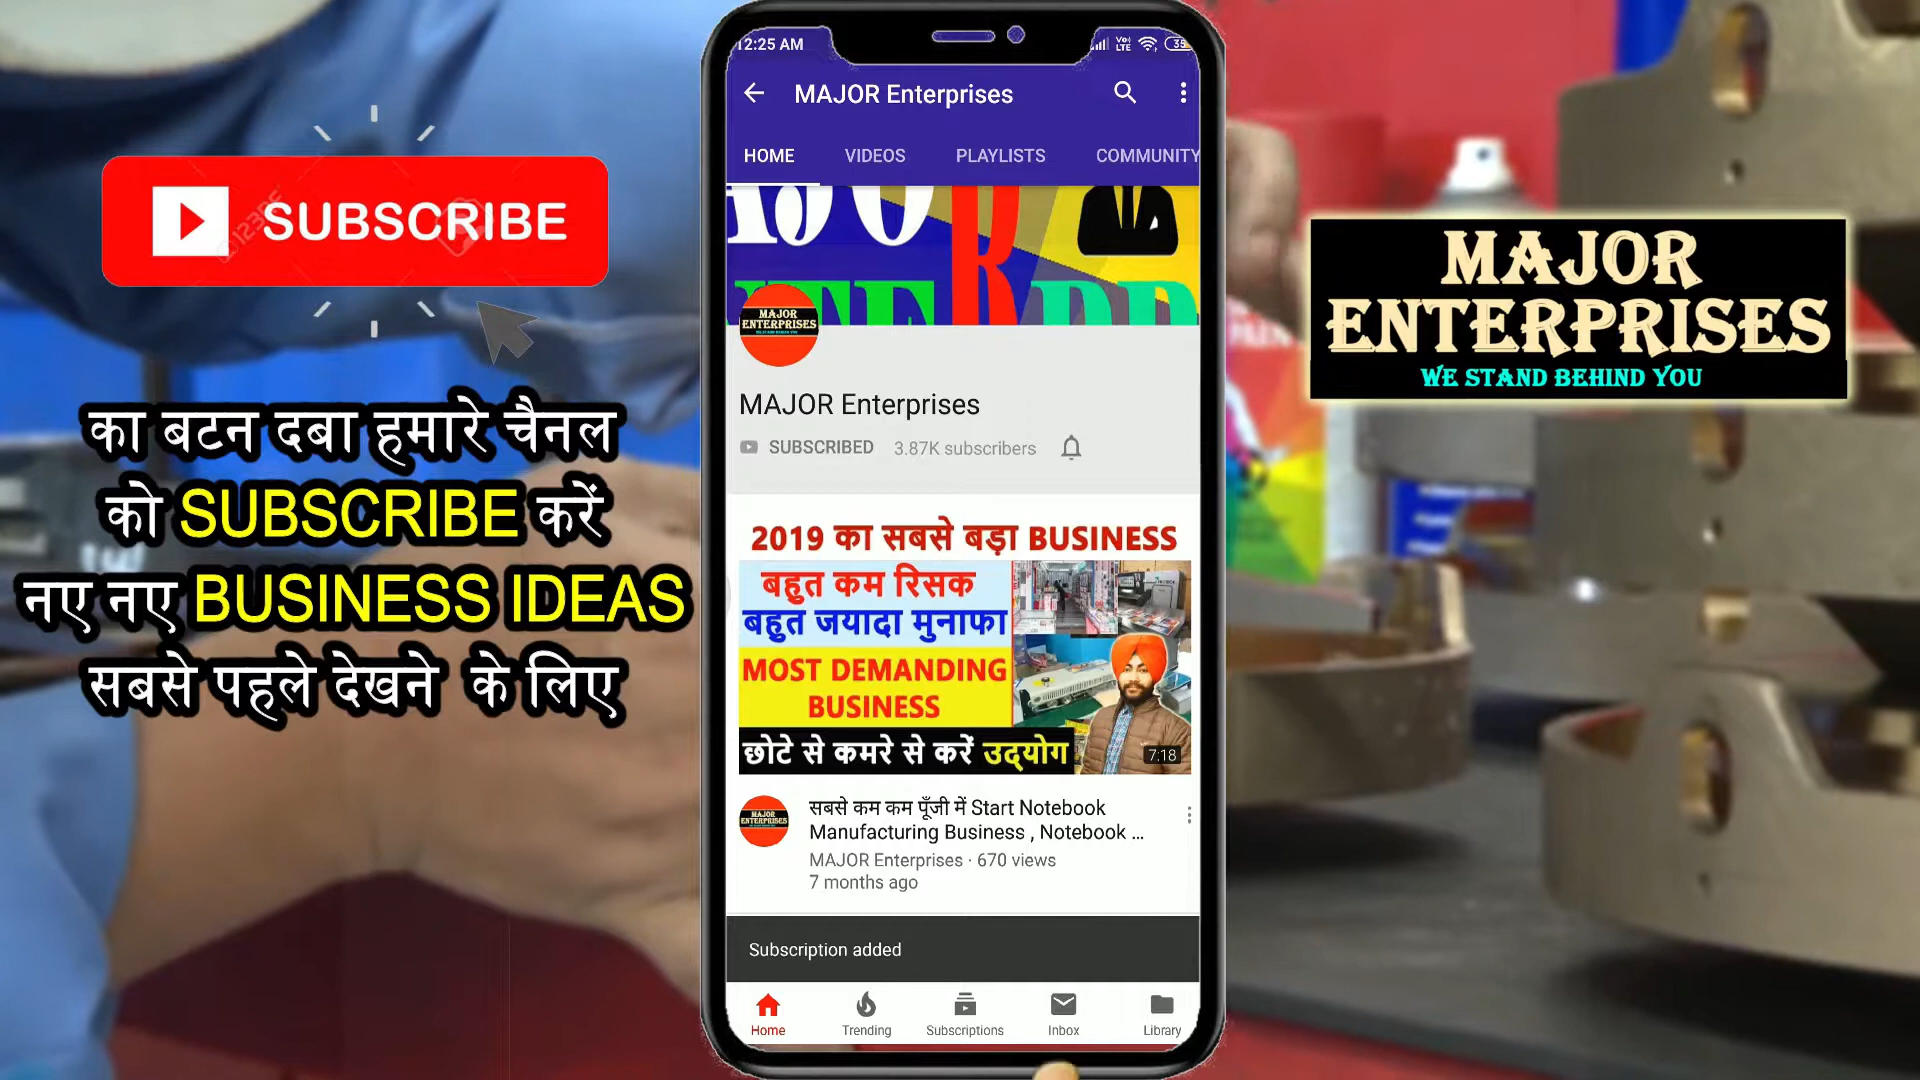 SUBSCRIBE
का बटन दबा हमारे चैनल
को SUBSCRIBE करें
नए नए BUSINESS IDEAS
सबसे पहले देखने के लिए
12:25 AM
35
MAJOR Enterprises
HOME VIDEOS PLAYLISTS COMMUNITY
MAJOR
ENTERPRISES
MAJOR Enterprises
SUBSCRIBED 3.87K subscribers
2019 का सबसे बड़ा BUSINESS
बहुत कम रिसक
बहुत जयादा मुनाफा
MOST DEMANDING
BUSINESS
छोटे से कमरे से करें उद्योग
7:18
MAJOR
ENTERPRISES
सबसे कम कम पूँजी में Start Notebook
Manufacturing Business , Notebook ...
MAJOR Enterprises · 670 views
7 months ago
Subscription added
Home Trending Subscriptions Inbox Library
MAJOR
ENTERPRISES
WE STAND BEHIND YOU